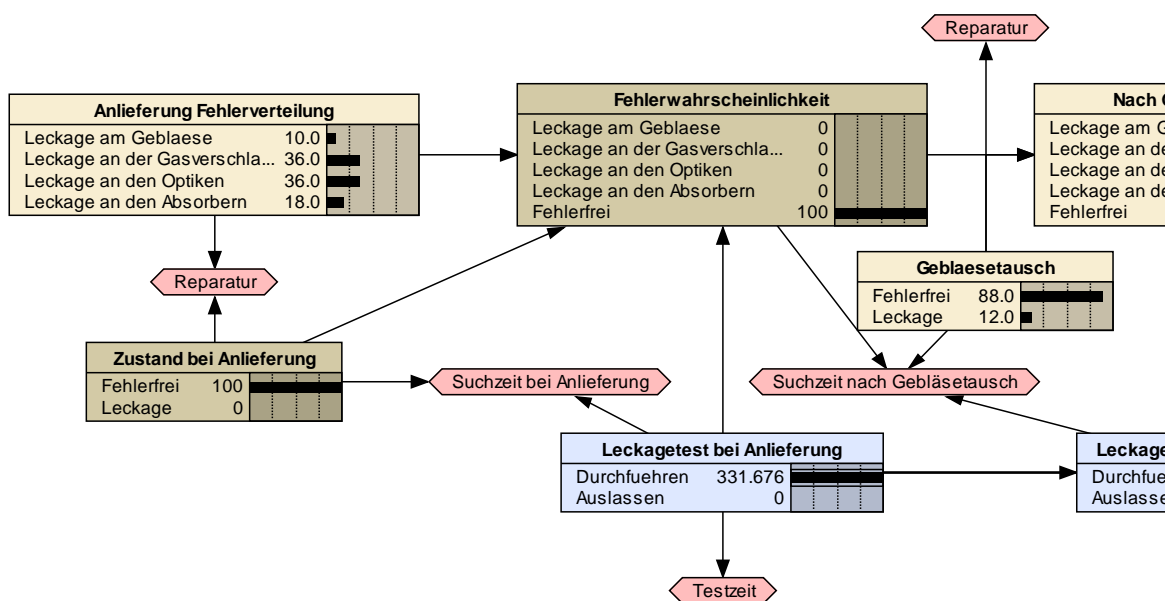 Reparatur
Anlieferung Fehlerverteilung
Leckage am Geblaese 10.0
Leckage an der Gasverschla... 36.0
Leckage an den Optiken 36.0
Leckage an den Absorbern 18.0
Fehlerwahrscheinlichkeit
Leckage am Geblaese 0
Leckage an der Gasverschla... 0
Leckage an den Optiken 0
Leckage an den Absorbern 0
Fehlerfrei 100
Nach
Leckage am
Leckage an
Leckage an
Leckage an
Fehlerfrei
Reparatur
Geblaesetausch
Fehlerfrei 88.0
Leckage 12.0
Zustand bei Anlieferung
Fehlerfrei 100
Leckage 0
Suchzeit bei Anlieferung
Suchzeit nach Gebläsetausch
Leckagetest bei Anlieferung
Durchfuehren 331.676
Auslassen 0
Leckage
Durchfue
Auslasse
Testzeit